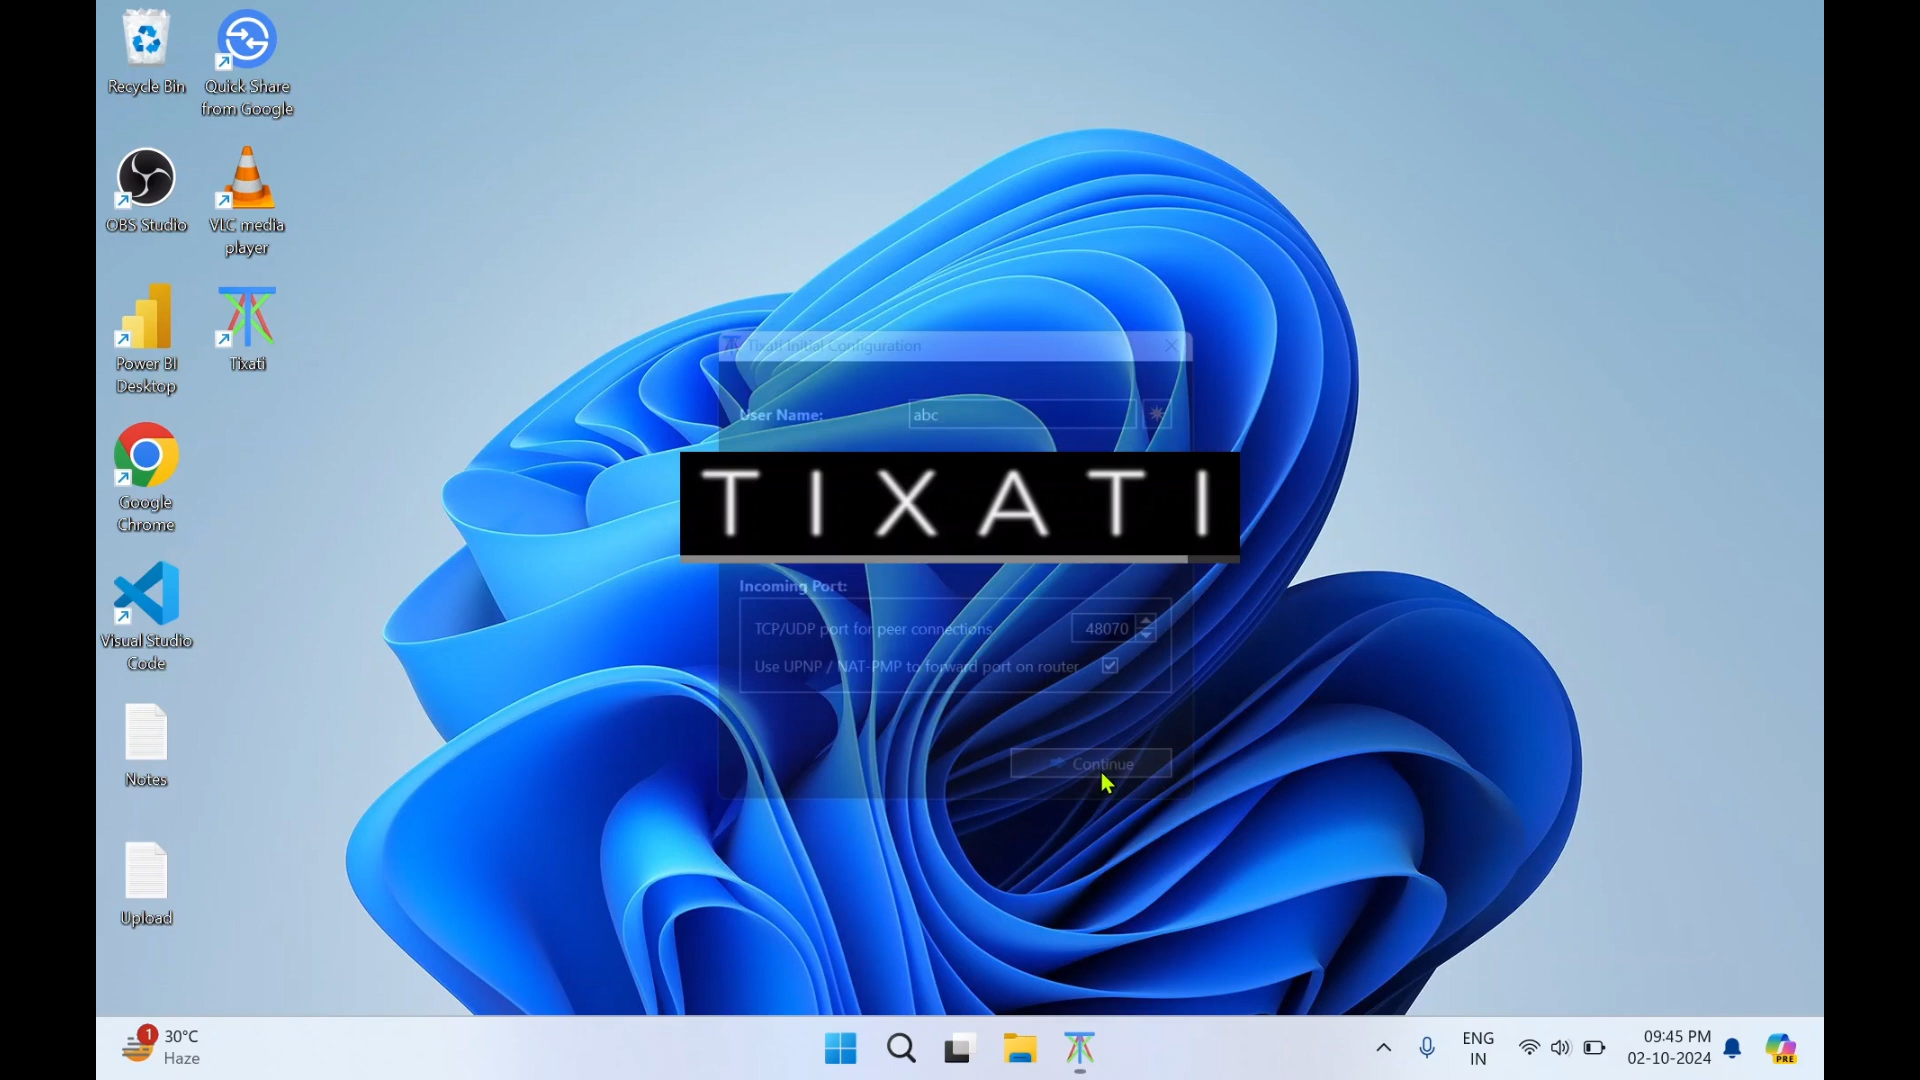 Recycle Bin
Quick Share
from Google
OBS Studio
VLC media
player
Power BI
Desktop
Tixati
Google
Chrome
Visual Studio
Code
Notes
Upload
Tixati Initial Configuration
User Name:
abc
TIXATI
Incoming Port:
TCP/UDP port for peer connections
48070
Use UPNP / NAT-PMP to forward port on router
Continue
1
30°C
Haze
ENG
IN
09:45 PM
02-10-2024
PRE